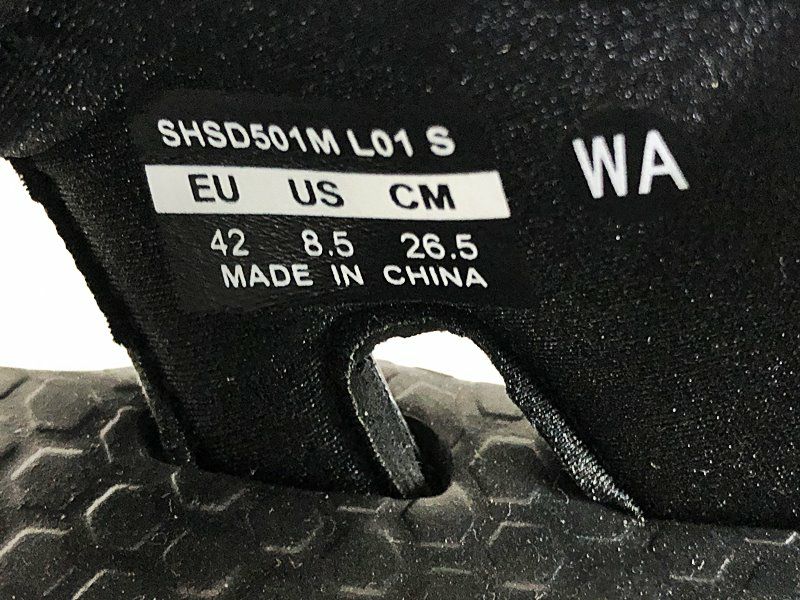 SHSD501M L01 S
EU US CM
42 8.5 26.5
MADE IN CHINA
WA